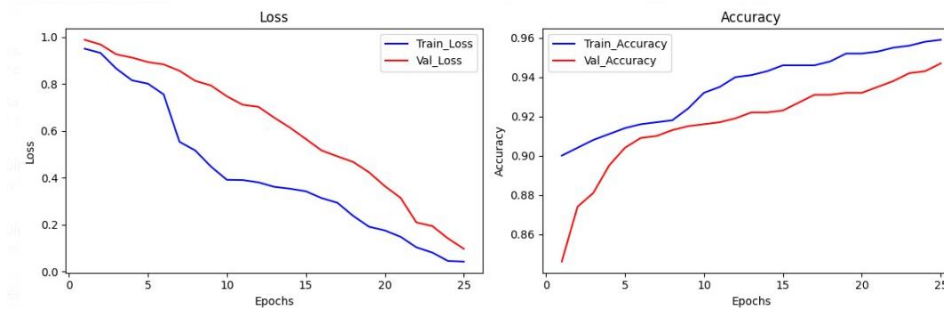 Loss
1.0
0.8
0.6
0.4
0.2
0.0
Loss
Train_Loss
Val_Loss
0 5 10 15 20 25
Epochs
Accuracy
0.96
0.94
0.92
0.90
0.88
0.86
Accuracy
Train_Accuracy
Val_Accuracy
0 5 10 15 20 25
Epochs